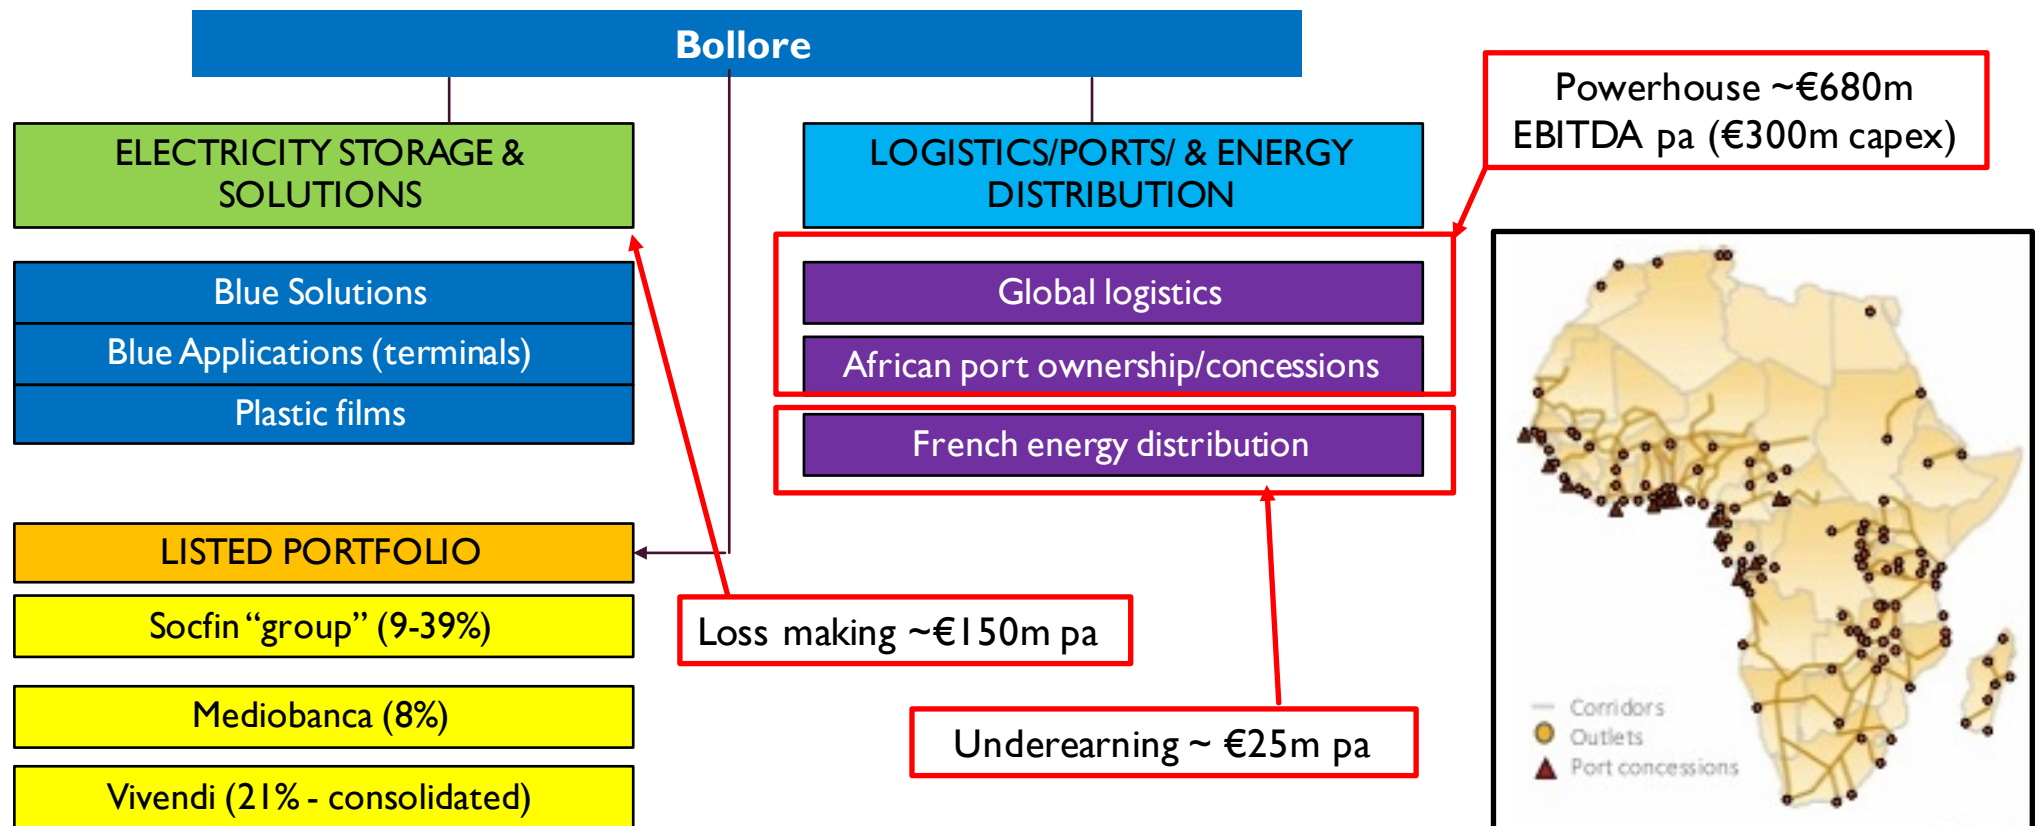 Bollore
Powerhouse ~€680m
EBITDA pa (€300m capex)
ELECTRICITY STORAGE &
SOLUTIONS
LOGISTICS/PORTS/ & ENERGY
DISTRIBUTION
Blue Solutions
Blue Applications (terminals)
Plastic films
Global logistics
African port ownership/concessions
French energy distribution
LISTED PORTFOLIO
Socfin “group” (9-39%)
Mediobanca (8%)
Vivendi (21% - consolidated)
Loss making ~€150m pa
Underearning ~ €25m pa
Corridors
Outlets
Port concessions